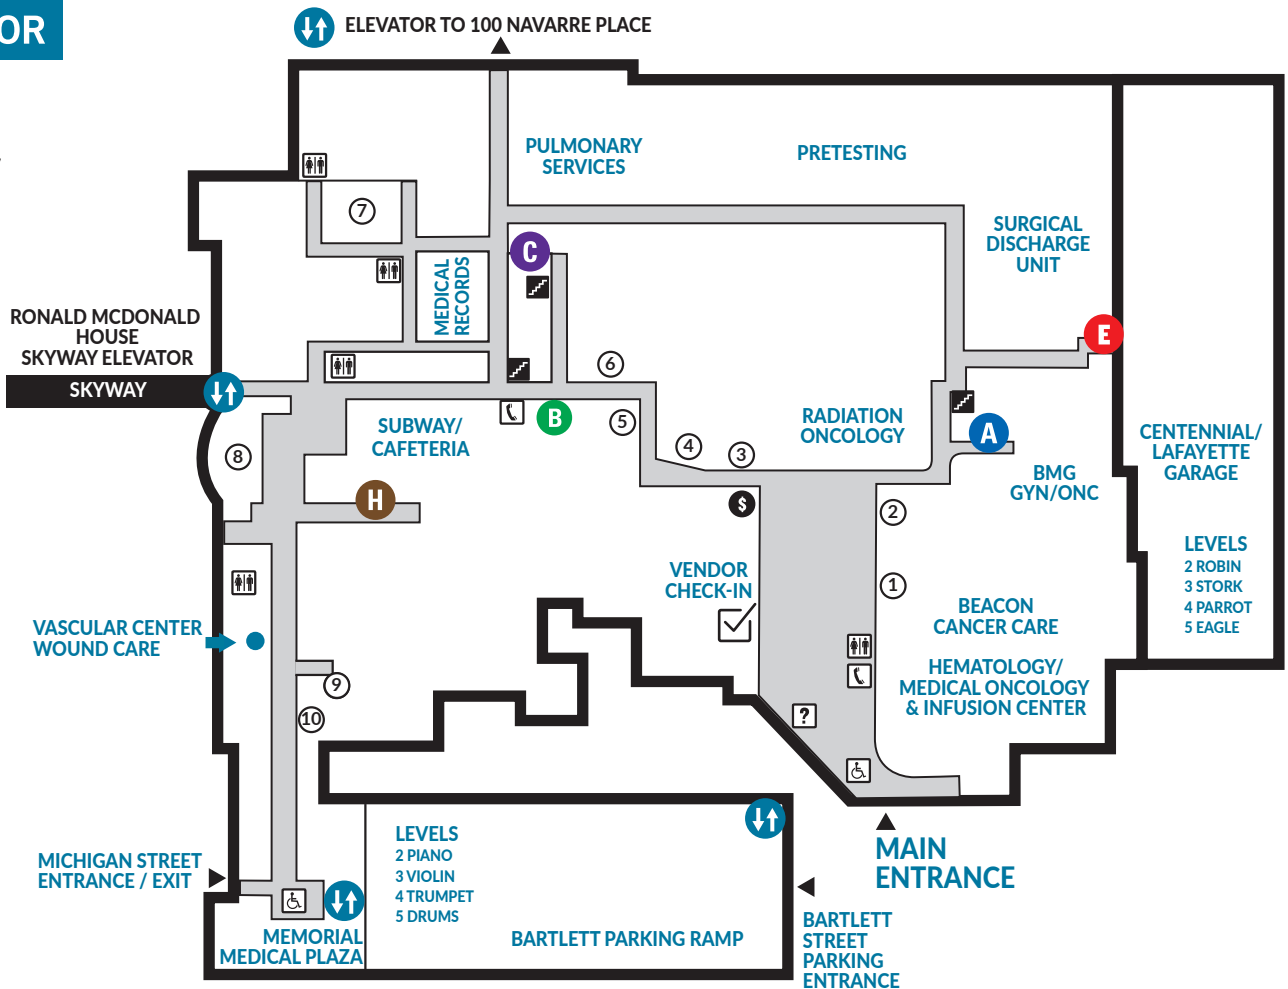 OR
ELEVATOR TO 100 NAVARRE PLACE
PULMONARY
SERVICES
PRETESTING
7
SURGICAL
DISCHARGE
UNIT
C
MEDICAL
RECORDS
RONALD MCDONALD
HOUSE
SKYWAY ELEVATOR
SKYWAY
E
6
5
4
3
B
SUBWAY/
CAFETERIA
RADIATION
ONCOLOGY
A
BMG
GYN/ONC
CENTENNIAL/
LAFAYETTE
GARAGE
8
H
$
2
1
LEVELS
2 ROBIN
3 STORK
4 PARROT
5 EAGLE
VENDOR
CHECK-IN
BEACON
CANCER CARE
HEMATOLOGY/
MEDICAL ONCOLOGY
& INFUSION CENTER
VASCULAR CENTER
WOUND CARE
9
10
?
LEVELS
2 PIANO
3 VIOLIN
4 TRUMPET
5 DRUMS
MAIN
ENTRANCE
MICHIGAN STREET
ENTRANCE / EXIT
MEMORIAL
MEDICAL PLAZA
BARTLETT PARKING RAMP
BARTLETT
STREET
PARKING
ENTRANCE